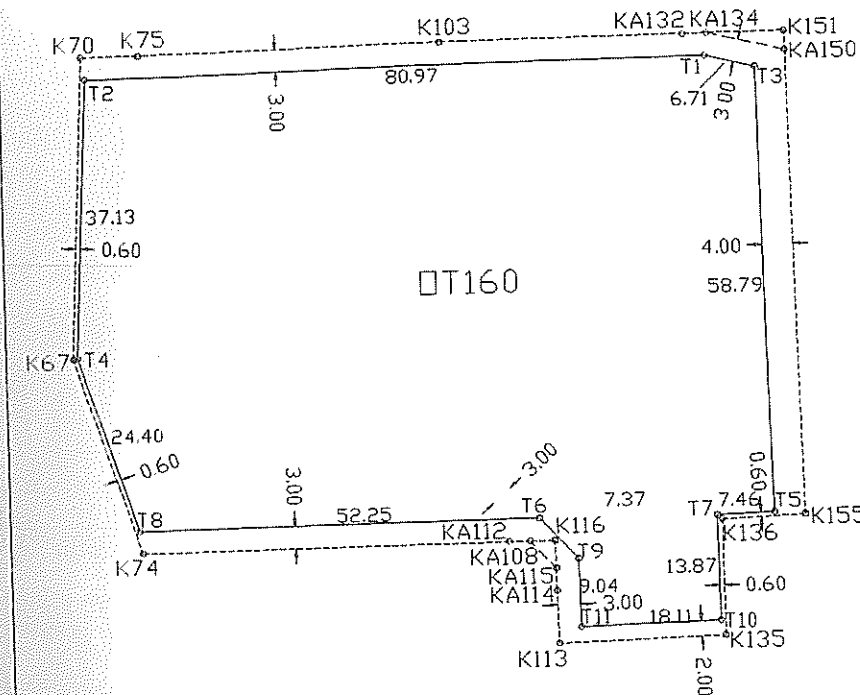 K70
K75
K103
KA132
KA134
K151
KA150
T2
80.97
T1
T3
3.00
6.71
3.00
37.13
0,60
4.00
58.79
□T160
K67
T4
24.40
0.60
T8
K74
3.00
52.25
3.00
T6
7.37
0.60
7.46
T5
T7
K155
K136
KA112
K116
KA108
T9
KA115
KA114
9.04
3.00
13.87
0.60
T11
18.11
T10
K135
K113
2.00